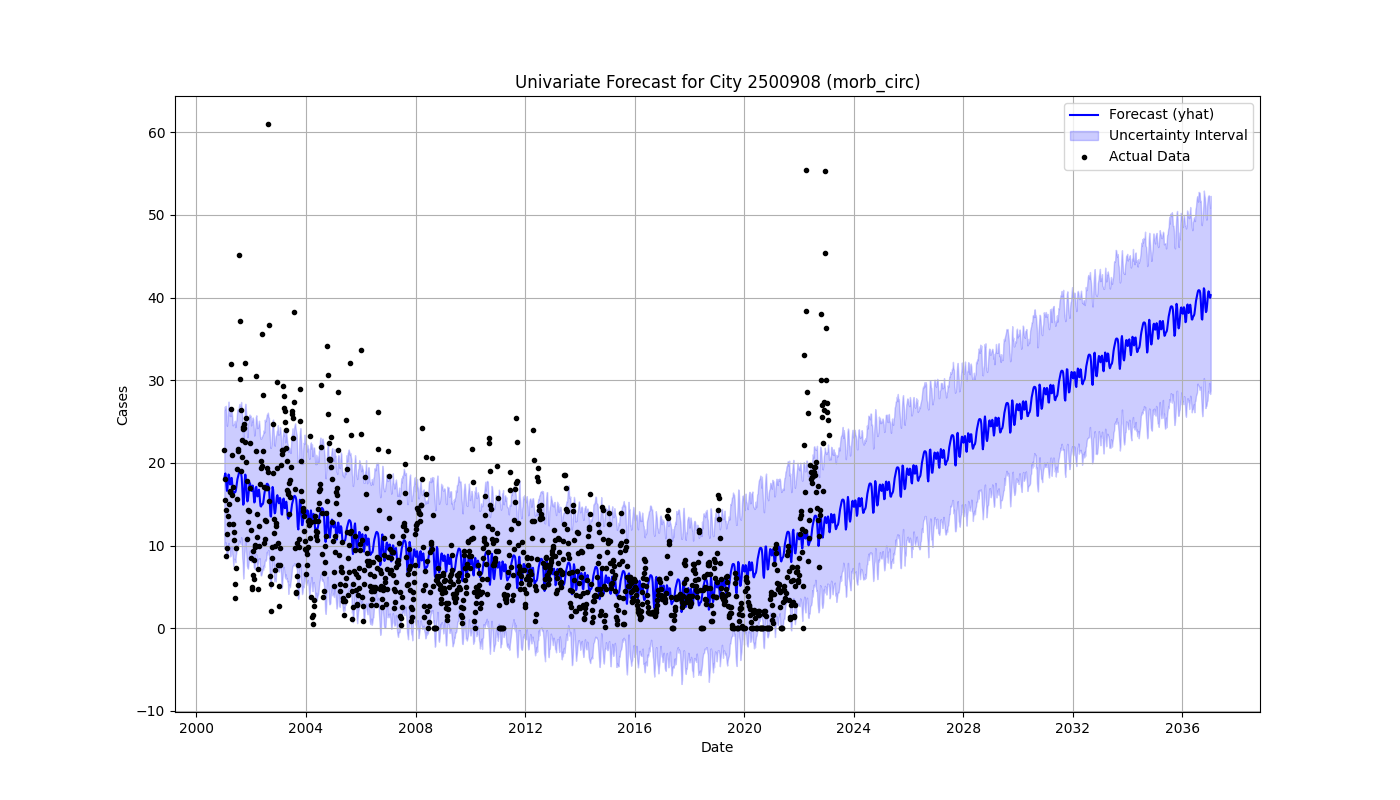 Univariate Forecast for City 2500908 (morb_circ)
Forecast (yhat)
Uncertainty Interval
Actual Data
60
50
40
30
20
10
0
−10
Cases
2000 2004 2008 2012 2016 2020 2024 2028 2032 2036
Date